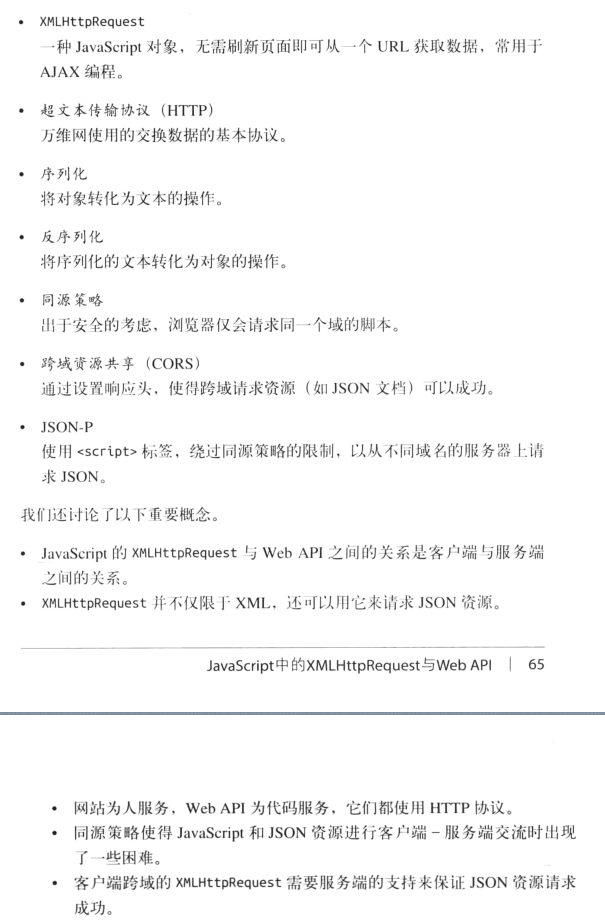 • XMLHttpRequest
一种 JavaScript 对象，无需刷新页面即可从一个 URL 获取数据，常用于
AJAX 编程。
• 超文本传输协议（HTTP）
万维网使用的交换数据的基本协议。
• 序列化
将对象转化为文本的操作。
• 反序列化
将序列化的文本转化为对象的操作。
• 同源策略
出于安全的考虑，浏览器仅会请求同一个域的脚本。
• 跨域资源共享（CORS）
通过设置响应头，使得跨域请求资源（如 JSON 文档）可以成功。
• JSON-P
使用 <script> 标签，绕过同源策略的限制，以从不同域名的服务器上请
求 JSON。
我们还讨论了以下重要概念。
• JavaScript 的 XMLHttpRequest 与 Web API 之间的关系是客户端与服务端
之间的关系。
• XMLHttpRequest 并不仅限于 XML，还可以用它来请求 JSON 资源。
JavaScript中的XMLHttpRequest与Web API | 65
• 网站为人服务，Web API 为代码服务，它们都使用 HTTP 协议。
• 同源策略使得 JavaScript 和 JSON 资源进行客户端 – 服务端交流时出现
了一些困难。
• 客户端跨域的 XMLHttpRequest 需要服务端的支持来保证 JSON 资源请求
成功。